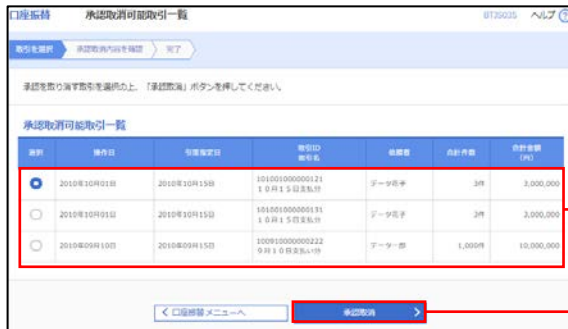 口座振替 承認取消可能取引一覧 BTJS035 ヘルプ
取引を選択 承認取消内容を確認 完了
承認を取り消す取引を選択の上、「承認取消」ボタンを押してください。
承認取消可能取引一覧
選択 操作日 引落指定日 取引ID 取引名 依頼者 合計件数 合計金額(円)
2010年10月01日 2010年10月15日 101001000000121 データ花子 3件 3,000,000
10月15日支払分
2010年10月01日 2010年10月15日 101001000000131 データ花子 3件 3,000,000
10月15日支払分
2010年09月10日 2010年09月15日 100910000000222 データ一郎 1,000件 10,000,000
9月10日支払い分
口座振替メニューへ 承認取消